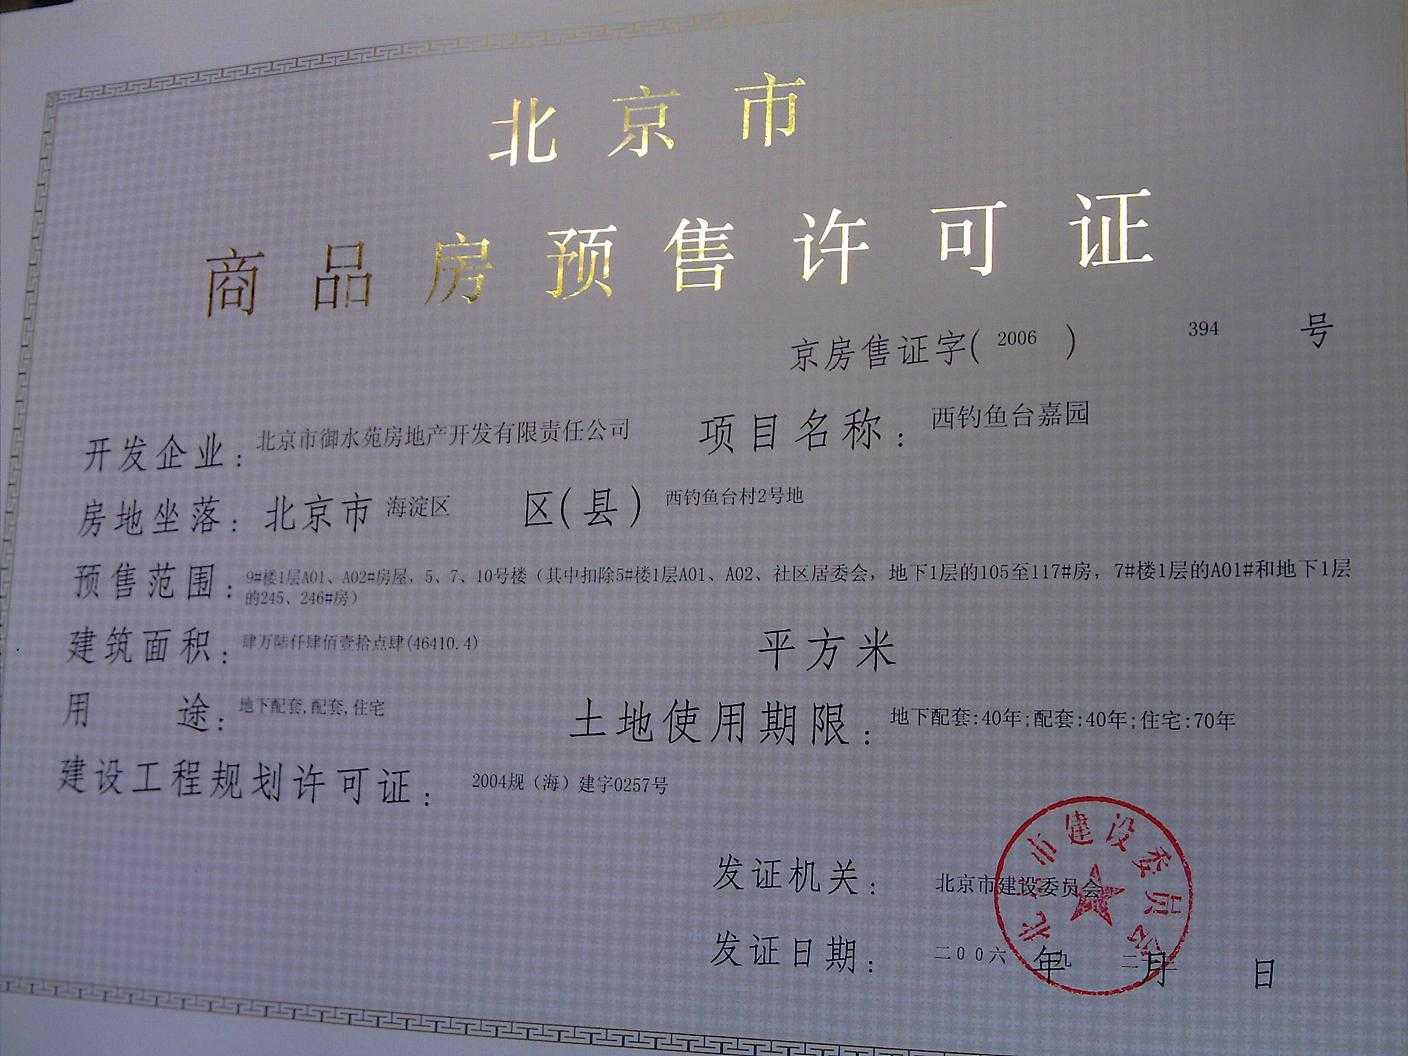 北京市
商品房预售许可证
京房售证字( 2006 ) 394 号
开发企业: 北京市御水苑房地产开发有限责任公司 项目名称: 西钓鱼台嘉园
房地坐落: 北京市 海淀区 区(县) 西钓鱼台村2号地
预售范围: 9#楼1层A01、A02#房屋，5、7、10号楼（其中扣除5#楼1层A01、A02、社区居委会，地下1层的105至117#房，7#楼1层的A01#和地下1层
的245、246#房）
建筑面积: 肆万陆仟肆佰壹拾点肆(46410.4) 平方米
用途: 地下配套,配套,住宅 土地使用期限: 地下配套:40年;配套:40年;住宅:70年
建设工程规划许可证: 2004规（海）建字0257号
发证机关: 北京市建设委员会
发证日期: 二00六 年 九 月 日
北京市建设委员会